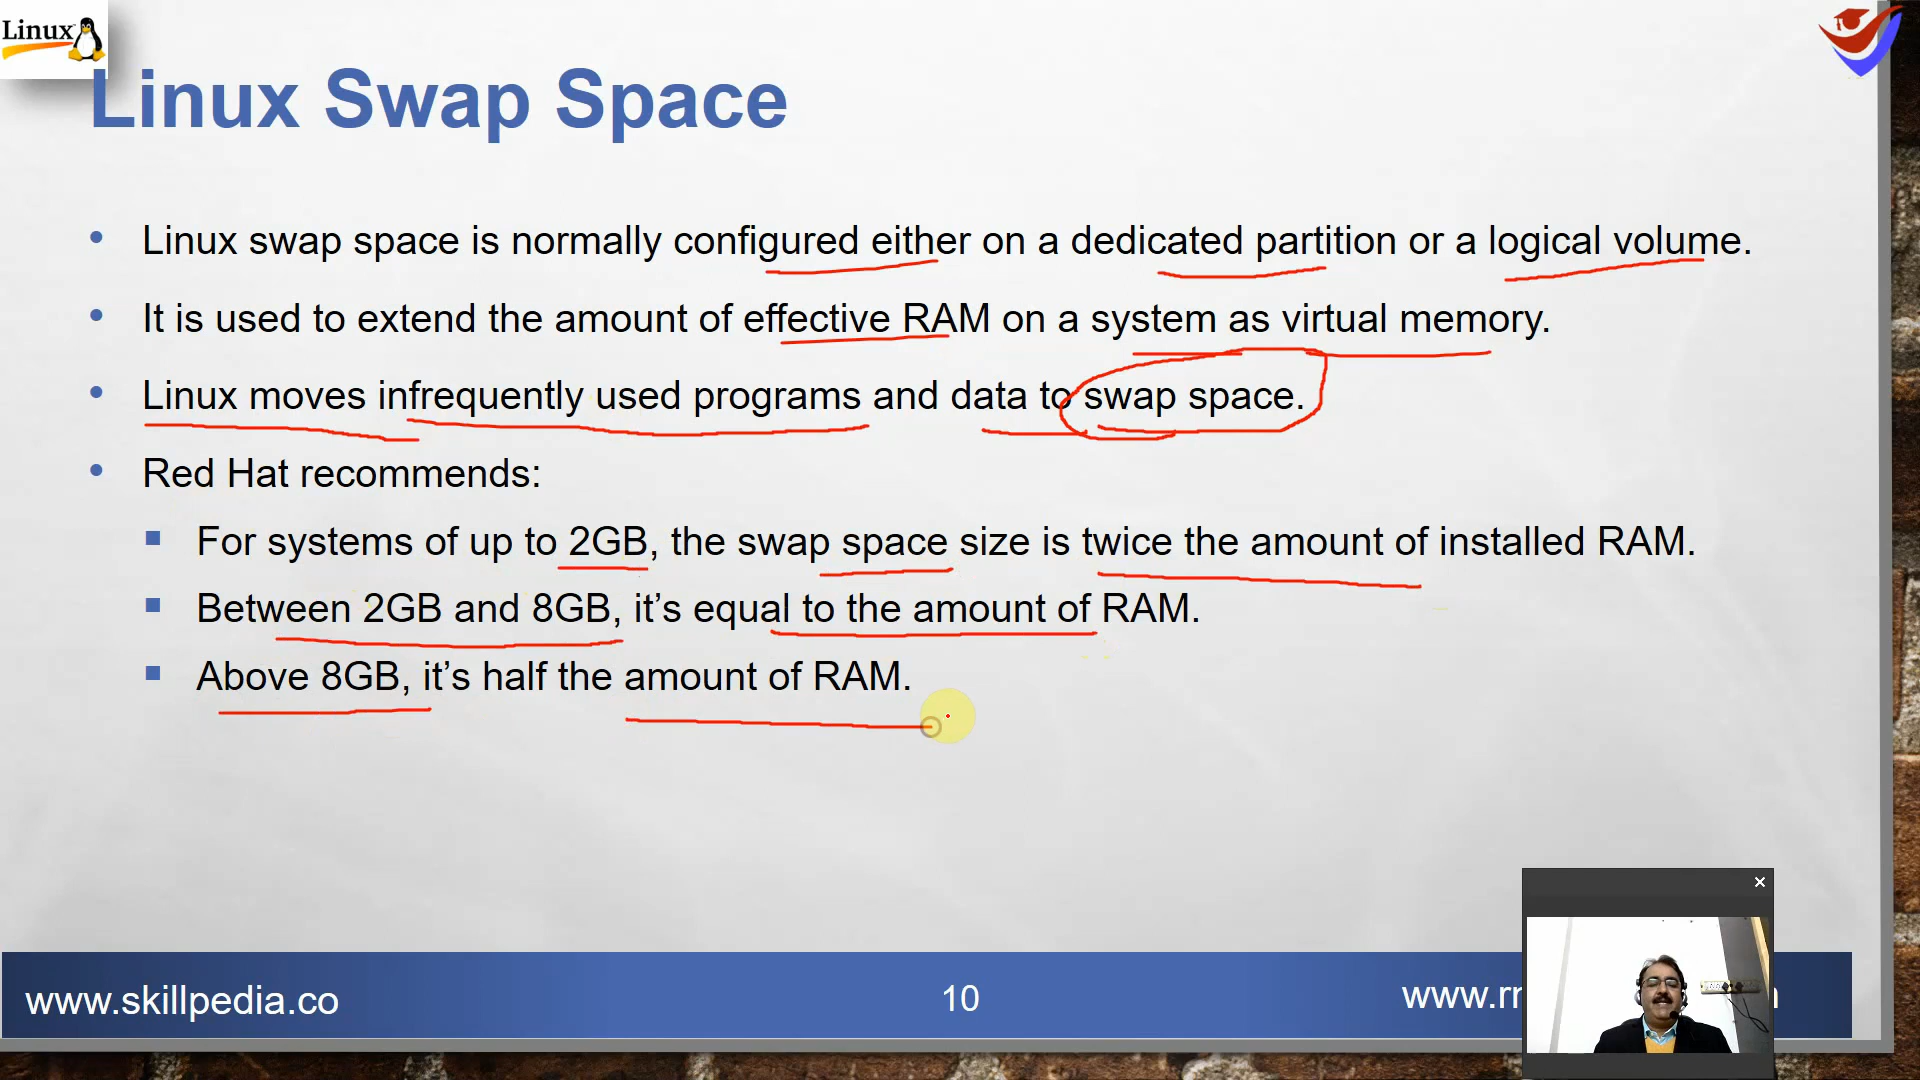 Linux
Linux Swap Space
Linux swap space is normally configured either on a dedicated partition or a logical volume.
It is used to extend the amount of effective RAM on a system as virtual memory.
Linux moves infrequently used programs and data to swap space.
Red Hat recommends:
For systems of up to 2GB, the swap space size is twice the amount of installed RAM.
Between 2GB and 8GB, it’s equal to the amount of RAM.
Above 8GB, it’s half the amount of RAM.
www.skillpedia.co
10